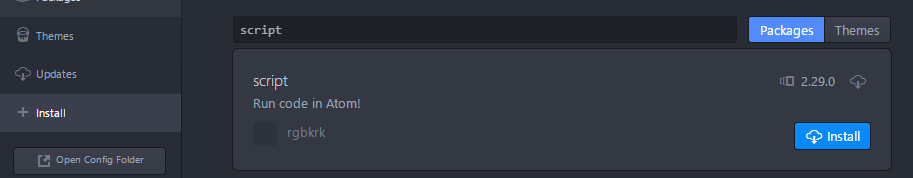 Packages
Themes
Updates
Install
Open Config Folder
script
Packages
Themes
script
2.29.0
Run code in Atom!
rgbkrk
Install